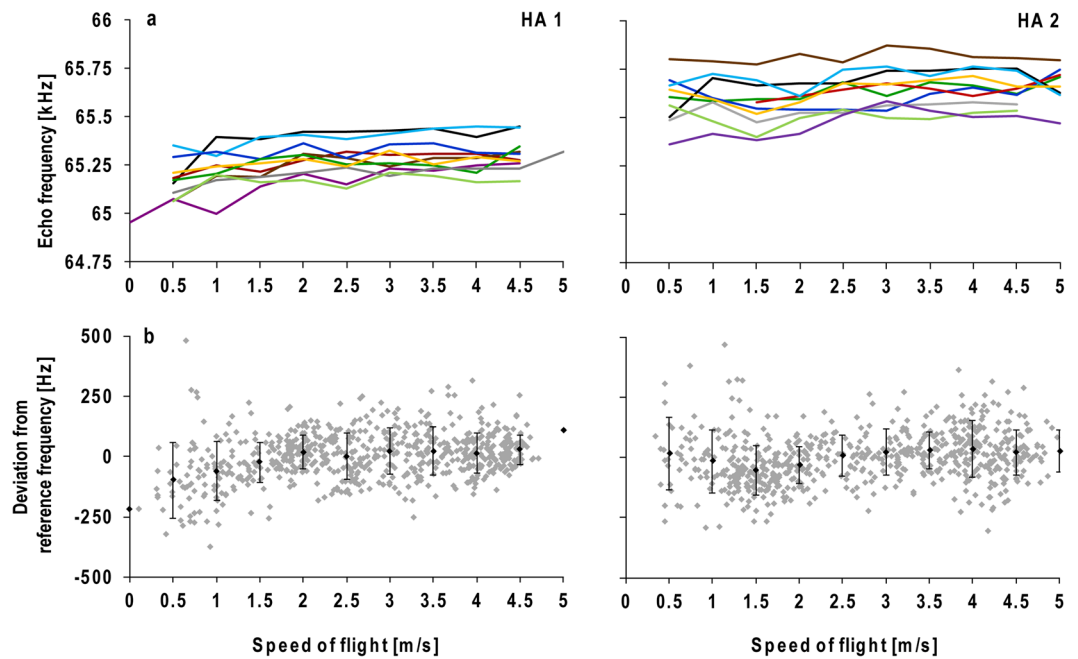 a
HA 1
HA 2
Echo frequency [kHz]
66
65.75
65.5
65.25
65
64.75
0 0.5 1 1.5 2 2.5 3 3.5 4 4.5 5
0 0.5 1 1.5 2 2.5 3 3.5 4 4.5 5
b
Deviation from
reference frequency [Hz]
500
250
0
-250
-500
0 0.5 1 1.5 2 2.5 3 3.5 4 4.5 5
0 0.5 1 1.5 2 2.5 3 3.5 4 4.5 5
Speed of flight [m/s]
Speed of flight [m/s]